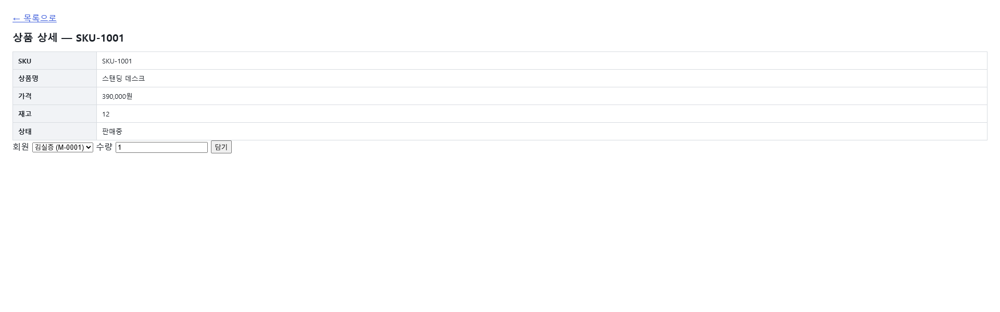 ← 목록으로
상품 상세 — SKU-1001
SKU SKU-1001
상품명 스탠딩 데스크
가격 390,000원
재고 12
상태 판매중
회원 김실증 (M-0001) 수량 1 담기